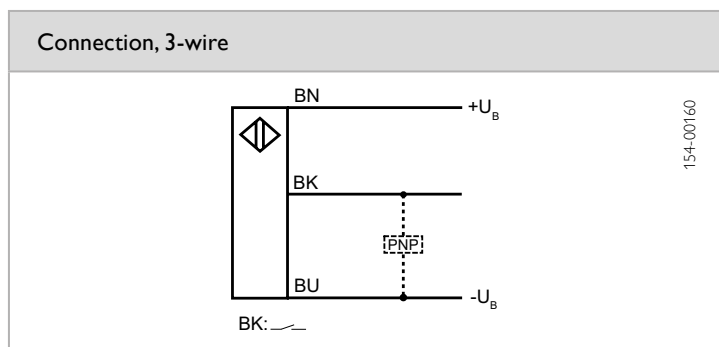 Connection, 3-wire
BN
+U_B
154-00160
BK
PNP
BU
-U_B
BK: